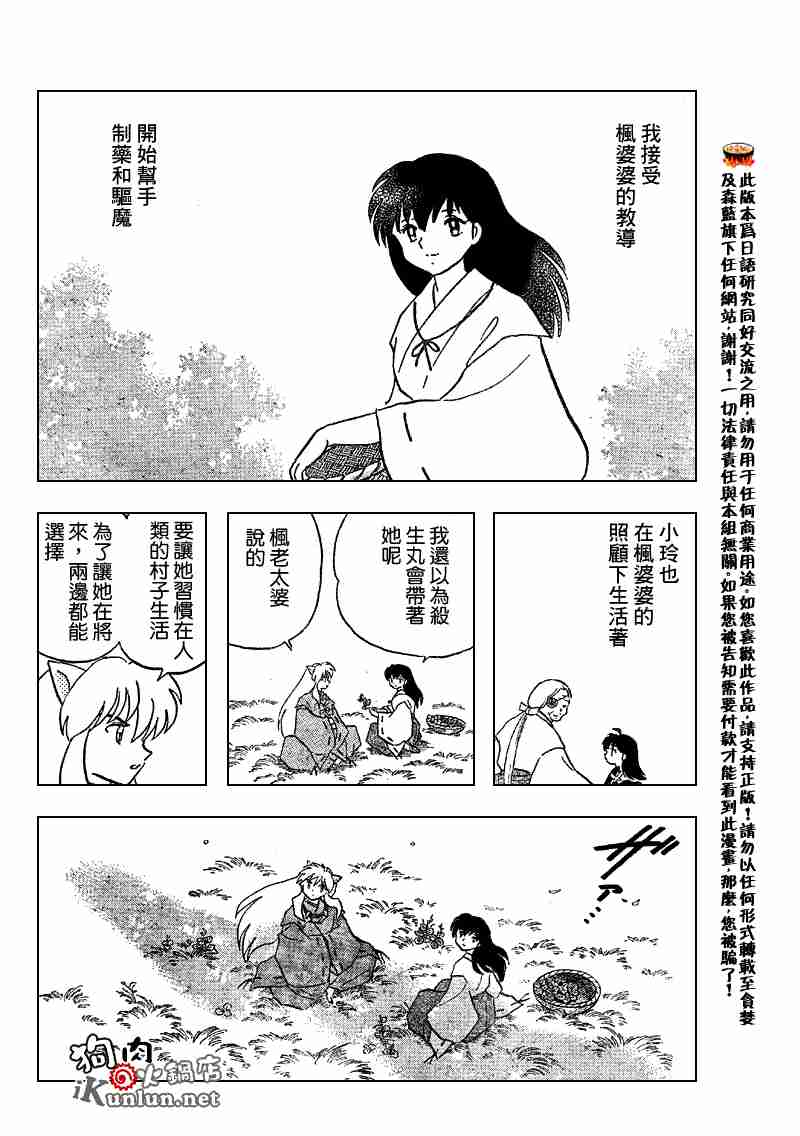 我接受
楓婆婆的教導
開始幫手
制藥和驅魔
小玲也
在楓婆婆的
照顧下生活著
我還以為殺
生丸會帶著
她呢
楓老太婆
說的
要讓她習慣在人
類的村子生活
為了讓她在將
來，兩邊都能
選擇
ザァ…
此版本爲日語研究同好交流之用，請勿用于任何商業用途。如您喜歡此作品，請支持正版！請勿以任何形式轉載至貪婪
及森藍旗下任何網站，謝謝！一切法律責任與本組無關。如果您被告知需要付款才能看到此漫畫，那麽，您被騙了！
狗肉火鍋店
iKunlun.net